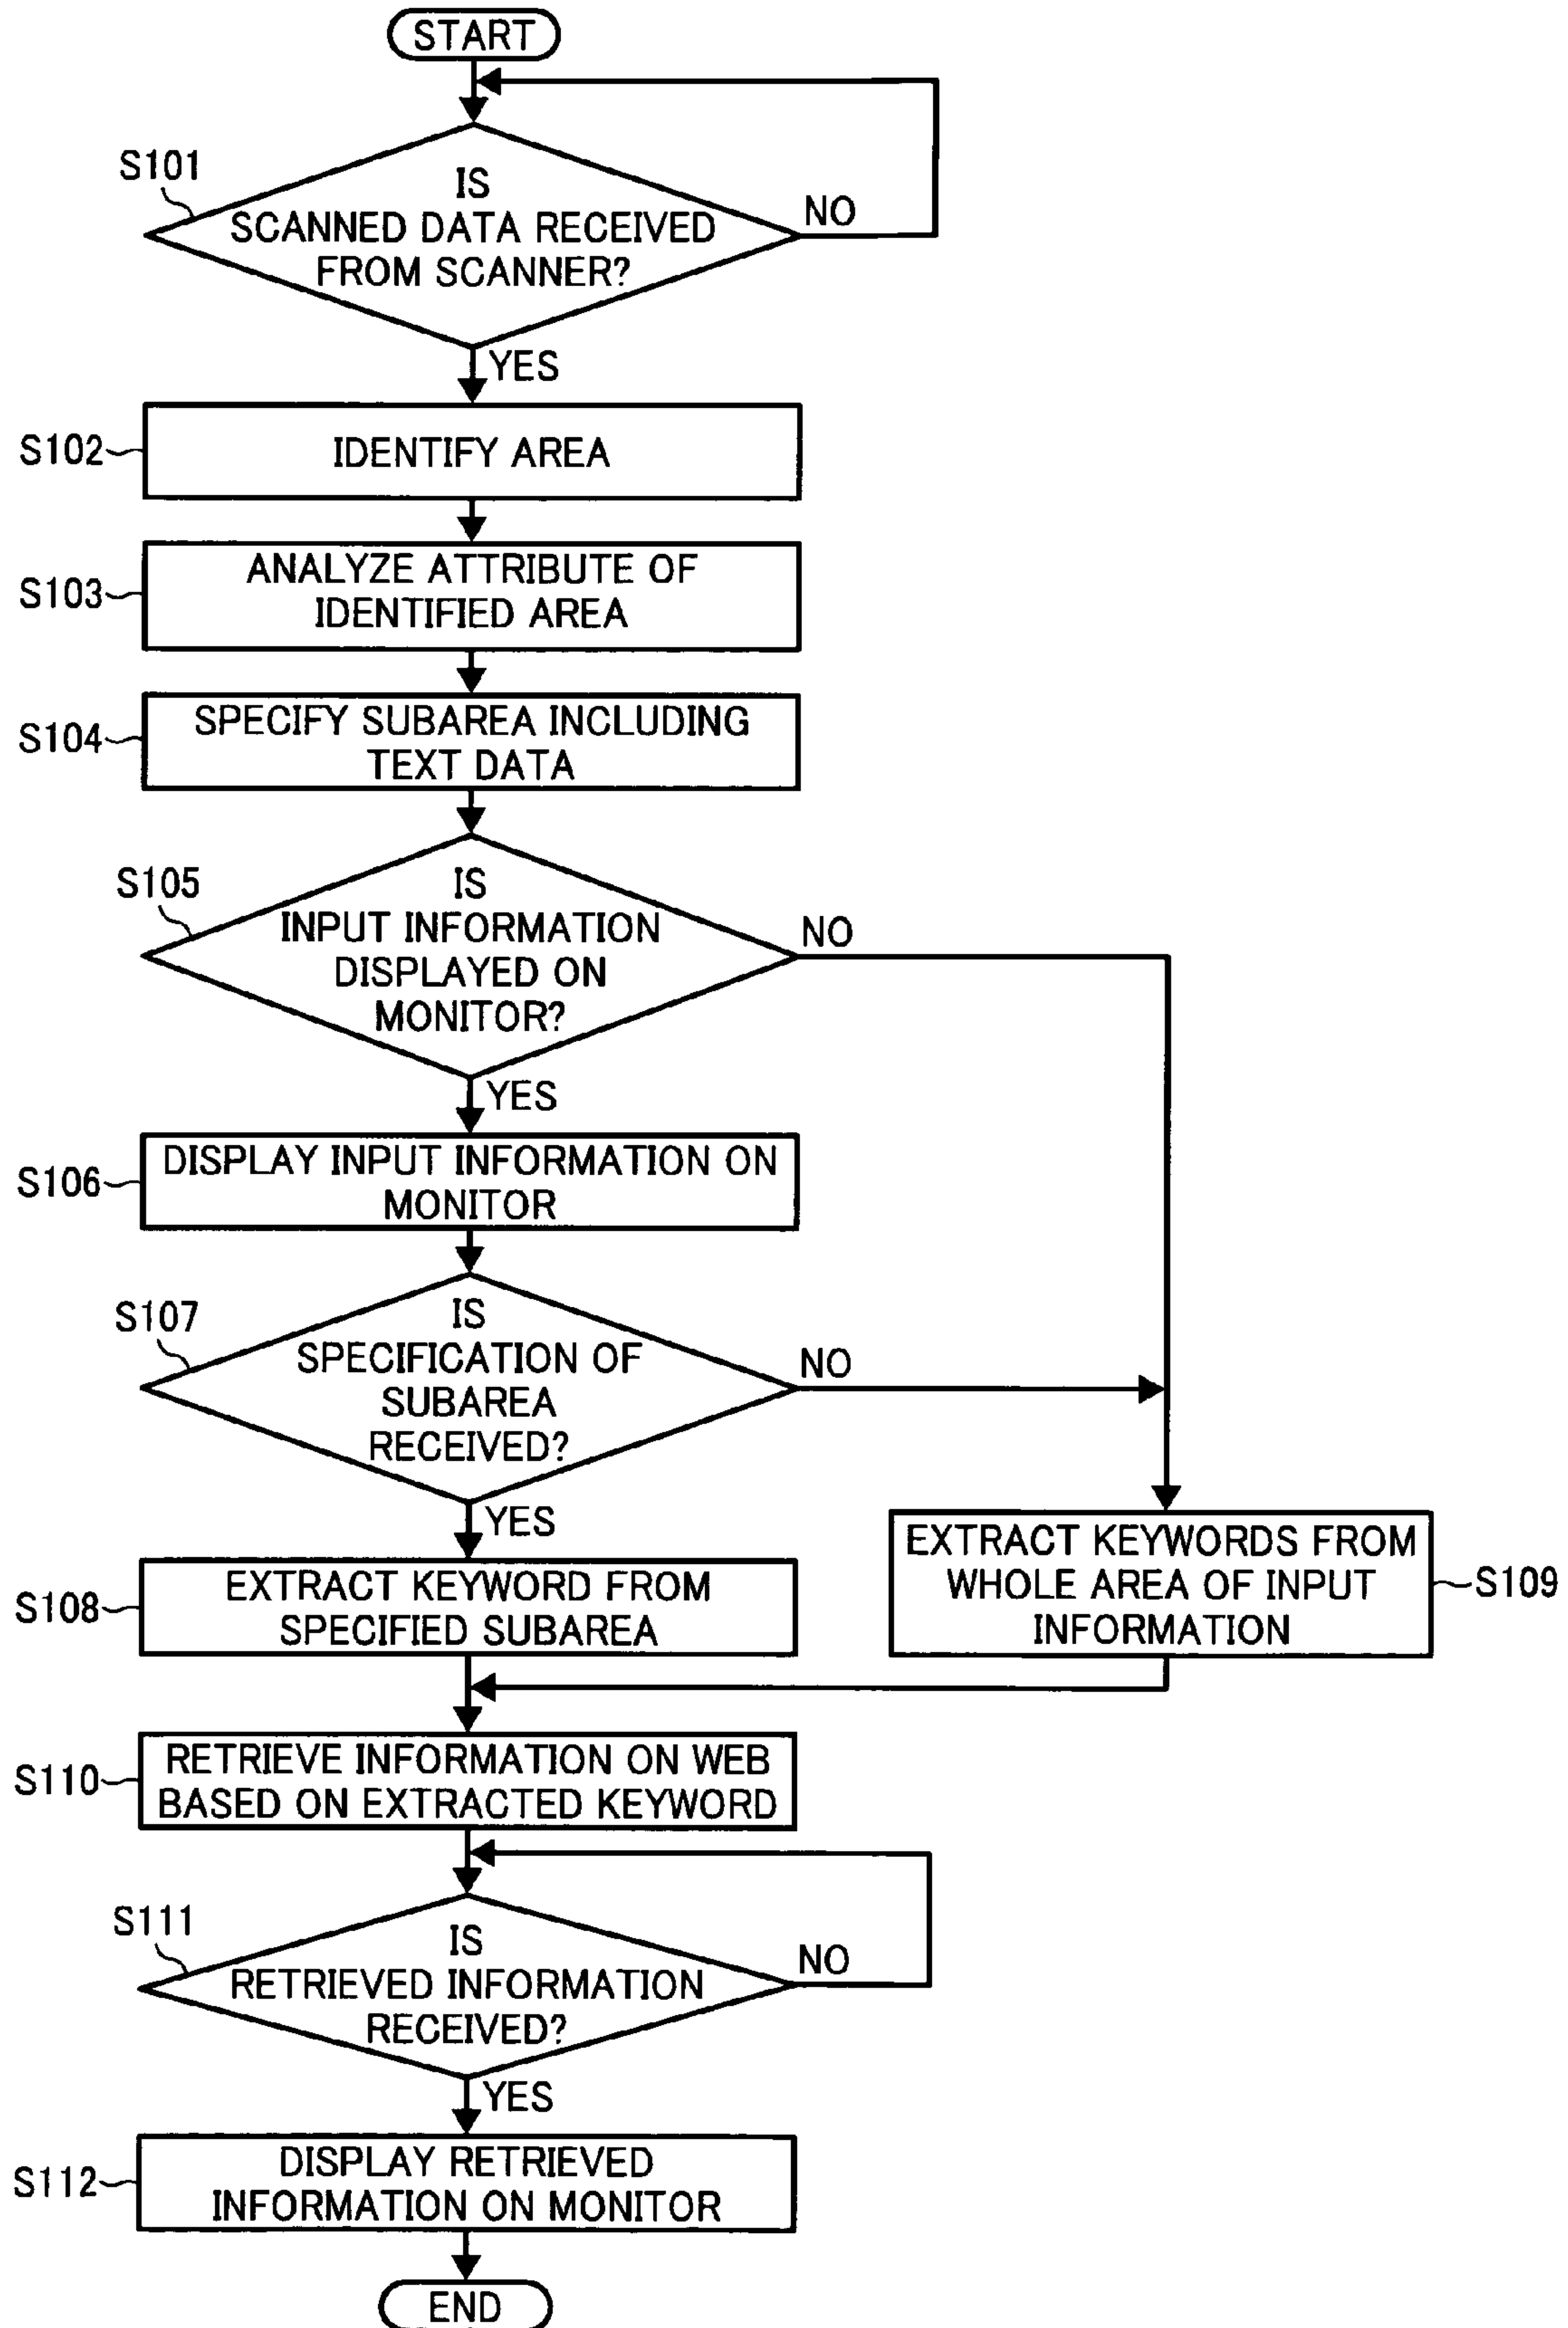 START
S101
IS
SCANNED DATA RECEIVED
FROM SCANNER?
NO
YES
S102
IDENTIFY AREA
S103
ANALYZE ATTRIBUTE OF
IDENTIFIED AREA
S104
SPECIFY SUBAREA INCLUDING
TEXT DATA
S105
IS
INPUT INFORMATION
DISPLAYED ON
MONITOR?
NO
YES
S106
DISPLAY INPUT INFORMATION ON
MONITOR
S107
IS
SPECIFICATION OF
SUBAREA
RECEIVED?
NO
YES
S108
EXTRACT KEYWORD FROM
SPECIFIED SUBAREA
EXTRACT KEYWORDS FROM
WHOLE AREA OF INPUT
INFORMATION
S109
S110
RETRIEVE INFORMATION ON WEB
BASED ON EXTRACTED KEYWORD
S111
IS
RETRIEVED INFORMATION
RECEIVED?
NO
YES
S112
DISPLAY RETRIEVED
INFORMATION ON MONITOR
END